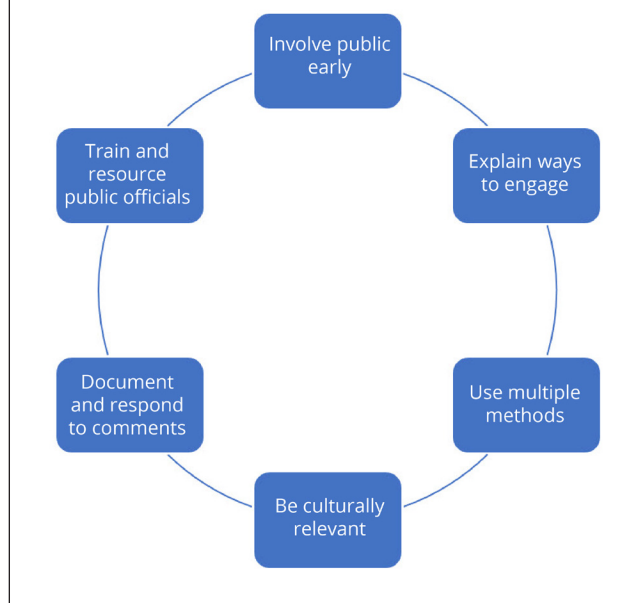 Involve public
early
Explain ways
to engage
Use multiple
methods
Be culturally
relevant
Document
and respond
to comments
Train and
resource
public officials